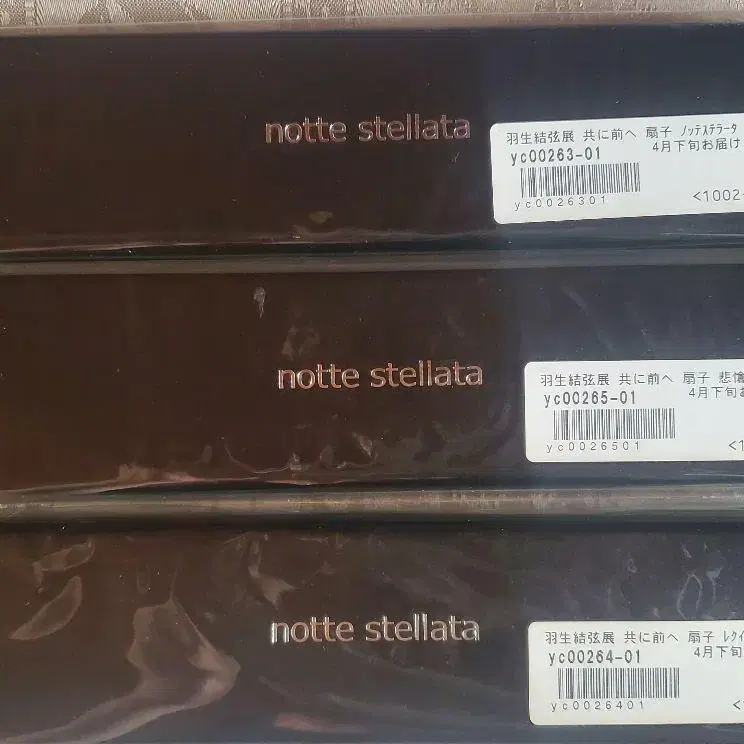 notte stellata
羽生結弦展 共に前へ 扇子 ノッテステラータ
yc00263-01 4月下旬お届け
yc0026301
<1002-
notte stellata
羽生結弦展 共に前へ 扇子 悲愴
yc00265-01 4月下旬お
yc0026501
<1
notte stellata
羽生結弦展 共に前へ 扇子 レクイ
yc00264-01 4月下旬
yc0026401
<